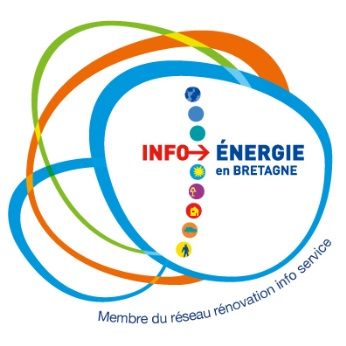 INFO→ ÉNERGIE
en BRETAGNE
Membre du réseau rénovation info service